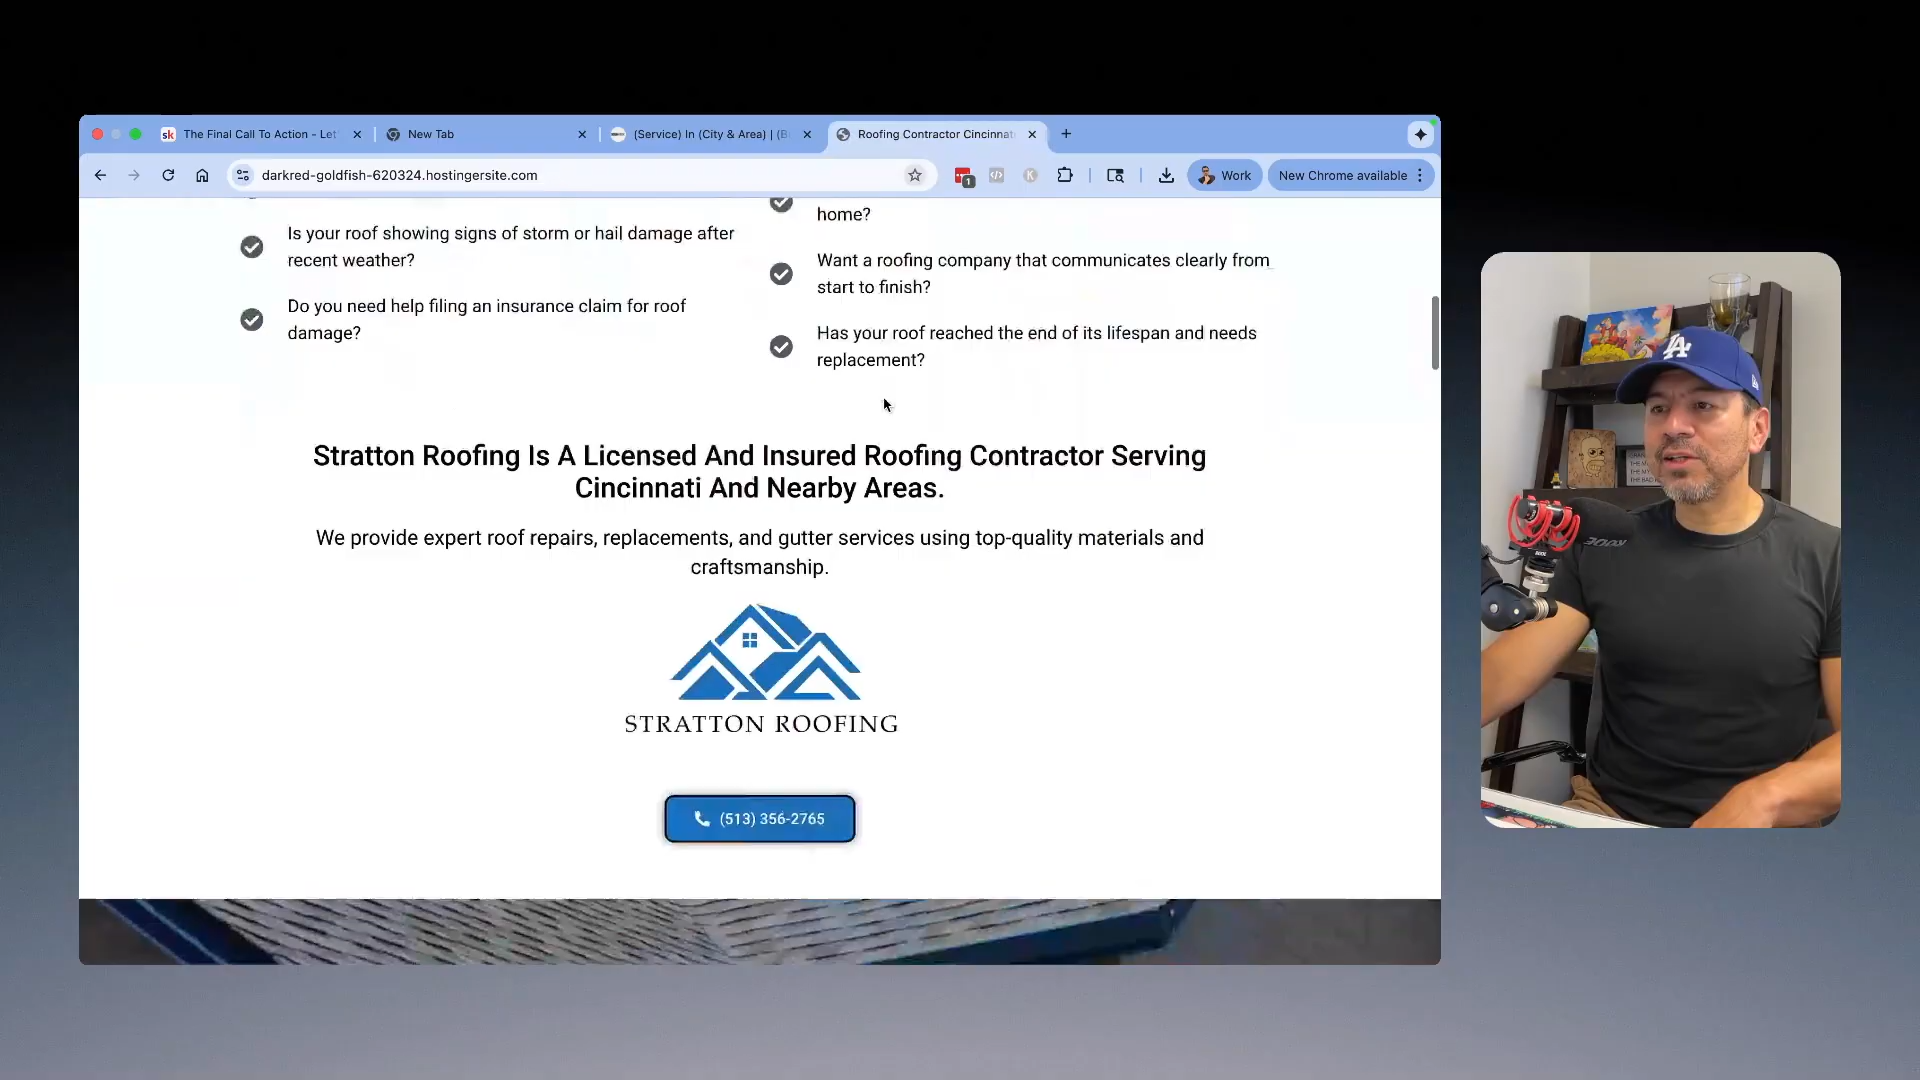 sk The Final Call To Action - Let'
New Tab
(Service) In (City & Area) | (B
Roofing Contractor Cincinnat
darkred-goldfish-620324.hostingersite.com
1
K
Work
New Chrome available
Is your roof showing signs of storm or hail damage after
recent weather?
Do you need help filing an insurance claim for roof
damage?
home?
Want a roofing company that communicates clearly from
start to finish?
Has your roof reached the end of its lifespan and needs
replacement?
Stratton Roofing Is A Licensed And Insured Roofing Contractor Serving
Cincinnati And Nearby Areas.
We provide expert roof repairs, replacements, and gutter services using top-quality materials and
craftsmanship.
STRATTON ROOFING
(513) 356-2765
LA
RODE